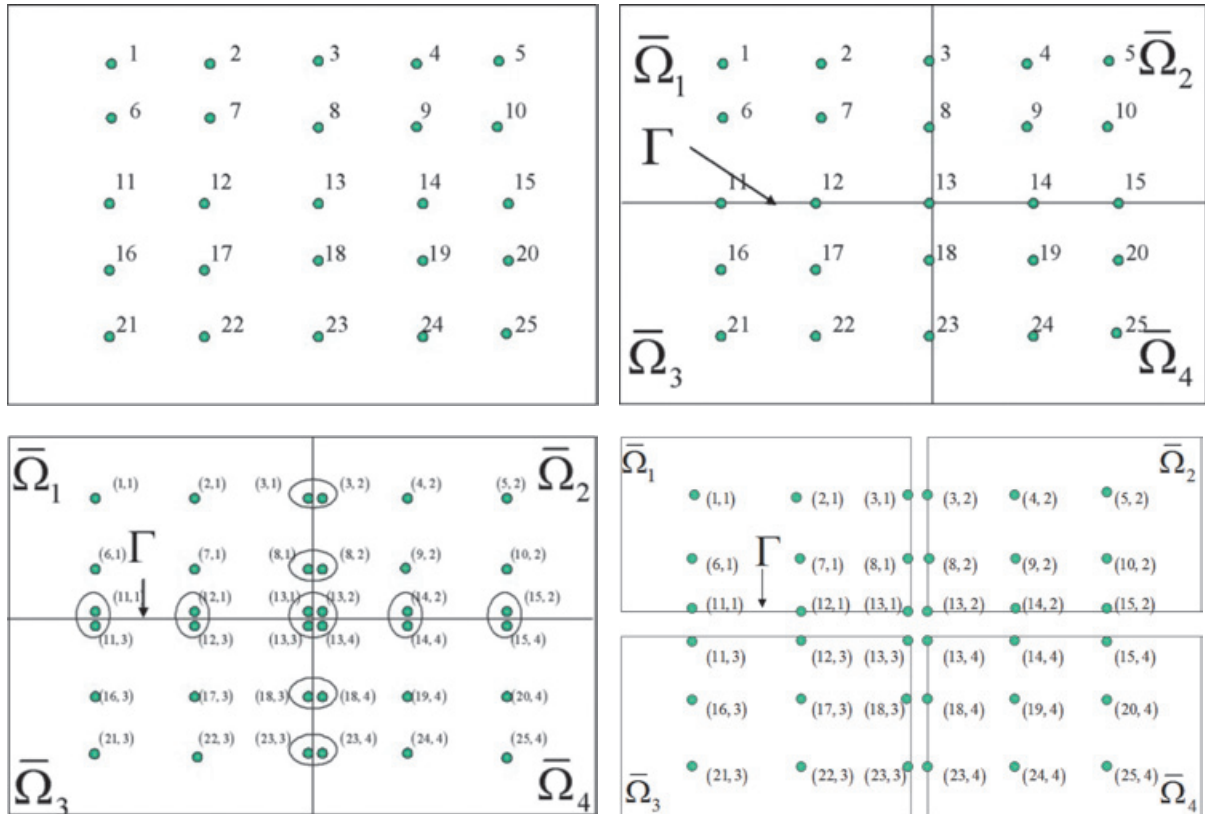 1 2 3 4 5
6 7 8 9 10
11 12 13 14 15
16 17 18 19 20
21 22 23 24 25
Ω̄₁ 1 2 3 4 5 Ω̄₂
6 7 8 9 10
Γ
11 12 13 14 15
16 17 18 19 20
21 22 23 24 25
Ω̄₃ Ω̄₄
Ω̄₁ (1,1) (2,1) (3,1) (3,2) (4,2) (5,2) Ω̄₂
(6,1) Γ (7,1) (8,1) (8,2) (9,2) (10,2)
(11,1) (12,1) (13,1) (13,2) (14,2) (15,2)
(11,3) (12,3) (13,3) (13,4) (14,4) (15,4)
(16,3) (17,3) (18,3) (18,4) (19,4) (20,4)
(21,3) (22,3) (23,3) (23,4) (24,4) (25,4)
Ω̄₃ Ω̄₄
Ω̄₁ Ω̄₂
(1,1) (2,1) (3,1) (3,2) (4,2) (5,2)
Γ
(6,1) (7,1) (8,1) (8,2) (9,2) (10,2)
(11,1) (12,1) (13,1) (13,2) (14,2) (15,2)
(11,3) (12,3) (13,3) (13,4) (14,4) (15,4)
(16,3) (17,3) (18,3) (18,4) (19,4) (20,4)
(21,3) (22,3) (23,3) (23,4) (24,4) (25,4)
Ω̄₃ Ω̄₄